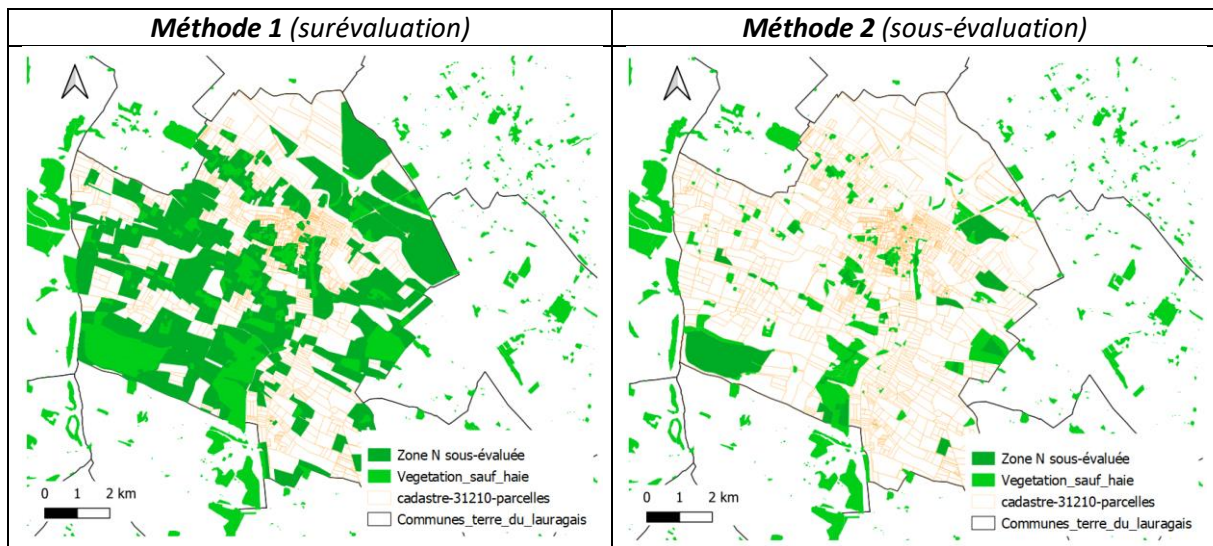 Méthode 1 (surévaluation)
Méthode 2 (sous-évaluation)
Zone N sous-évaluée
Vegetation_sauf_haie
cadastre-31210-parcelles
Communes_terre_du_lauragais
0 1 2 km
Zone N sous-évaluée
Vegetation_sauf_haie
cadastre-31210-parcelles
Communes_terre_du_lauragais
0 1 2 km